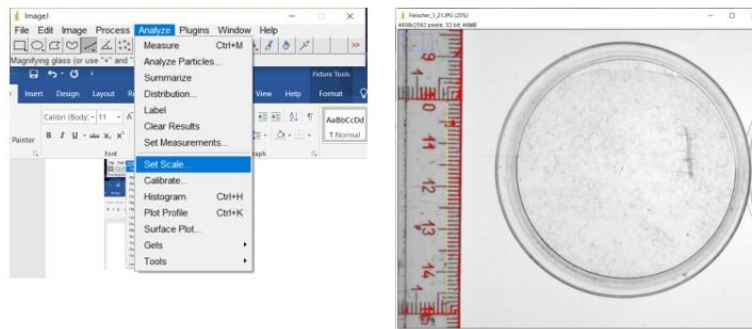 ImageJ
File Edit Image Process Analyze Plugins Window Help
Magnifying glass (or use "+" and "
Measure Ctrl+M
Analyze Particles...
Summarize
Distribution...
Label
Clear Results
Set Measurements...
Set Scale...
Calibrate...
Histogram Ctrl+H
Plot Profile Ctrl+K
Surface Plot...
Gels
Tools
>>
Picture Tools
Insert Design Layout View Help Format
Calibri (Body) 11
Painter
B I U abc x, x²
Font
AaBbCcDd
¶ Normal
Fleischer_1_21.JPG (25%)
9
10
11
12
13
14
15